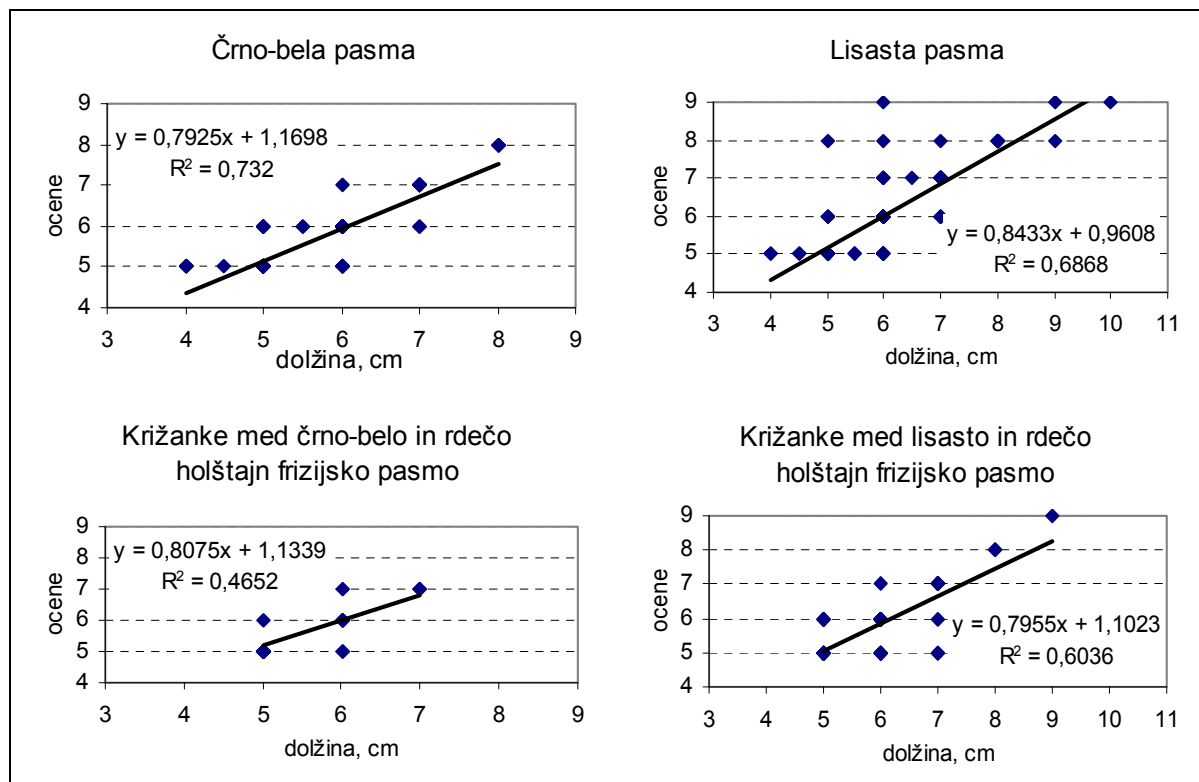 Črno-bela pasma
9
8
7
6
5
4
ocene
y = 0,7925x + 1,1698
R² = 0,732
3 4 5 6 7 8 9
dolžina, cm
Lisasta pasma
9
8
7
6
5
4
ocene
y = 0,8433x + 0,9608
R² = 0,6868
3 4 5 6 7 8 9 10 11
dolžina, cm
Križanke med črno-belo in rdečo
holštajn frizijsko pasmo
9
8
7
6
5
4
ocene
y = 0,8075x + 1,1339
R² = 0,4652
3 4 5 6 7 8 9
dolžina, cm
Križanke med lisasto in rdečo
holštajn frizijsko pasmo
9
8
7
6
5
4
ocene
y = 0,7955x + 1,1023
R² = 0,6036
3 4 5 6 7 8 9 10 11
dolžina, cm